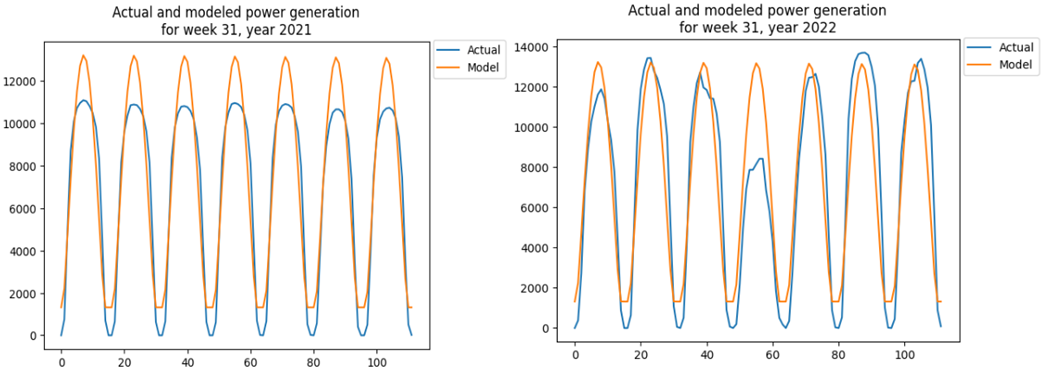 Actual and modeled power generation
for week 31, year 2021
Actual
Model
12000
10000
8000
6000
4000
2000
0
0 20 40 60 80 100
Actual and modeled power generation
for week 31, year 2022
Actual
Model
14000
12000
10000
8000
6000
4000
2000
0
0 20 40 60 80 100